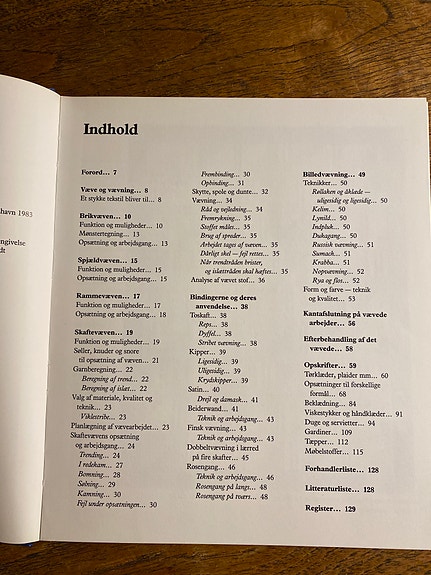 havn 1983
ngivelse
dt
Indhold
Forord... 7
Væve og vævning... 8
Et stykke tekstil bliver til... 8
Brikvæven... 10
Funktion og muligheder... 10
Mønstertegning... 13
Opsætning og arbejdsgang... 13
Spjældvæven... 15
Funktion og muligheder... 15
Opsætning og arbejdsgang... 15
Rammevæven... 17
Funktion og muligheder... 17
Opsætning og arbejdsgang... 18
Skaftevæven... 19
Funktion og muligheder... 19
Søller, knuder og snore
til opsætning af væven... 21
Garnberegning... 22
Beregning af trend... 22
Beregning af islæt... 22
Valg af materiale, kvalitet og
teknik... 23
Viklestribe... 23
Planlægning af vævearbejdet... 23
Skaftevævens opsætning
og arbejdsgang... 24
Trending... 24
I redekam... 27
Bomning... 28
Søbning... 29
Kamning... 30
Fejl under opsætningen... 30
Frembinding... 30
Opbinding... 31
Skytte, spole og dunte... 32
Vævning... 34
Råd og vejledning... 34
Fremrykning... 35
Stoffet måles... 35
Brug af spreder... 35
Arbejdet tages af væven... 35
Dårligt skel — fejl rettes... 35
Når trendtråden brister,
og islættråden skal hæftes... 35
Analyse af vævet stof... 36
Bindingerne og deres
anvendelse... 38
Toskaft... 38
Reps... 38
Dyffel... 38
Stribet vævning... 38
Kipper... 39
Ligesidig... 39
Uligesidig... 39
Krydskipper... 39
Satin... 40
Drejl og damask... 41
Beiderwand... 41
Teknik og arbejdsgang... 43
Finsk vævning... 43
Teknik og arbejdsgang... 43
Dobbeltvævning i lærred
på fire skafter... 45
Rosengang... 46
Teknik og arbejdsgang... 46
Rosengang på langs... 48
Rosengang på tværs... 48
Billedvævning... 49
Teknikker... 50
Røllakan og åklæde —
uligesidig og ligesidig... 50
Kelim... 50
Lynild... 50
Indpluk... 50
Dukagang... 50
Russisk vævning... 51
Sumach... 51
Krabba... 51
Nopvævning... 52
Rya og flos... 52
Form og farve — teknik
og kvalitet... 53
Kantafslutning på vævede
arbejder... 56
Efterbehandling af det
vævede... 58
Opskrifter... 59
Tørklæder, plaider mm... 60
Opsætninger til forskellige
formål... 68
Beklædning... 84
Viskestykker og håndklæder... 91
Duge og servietter... 94
Gardiner... 109
Tæpper... 112
Møbelstoffer... 115
Forhandlerliste... 128
Litteraturliste... 128
Register... 129